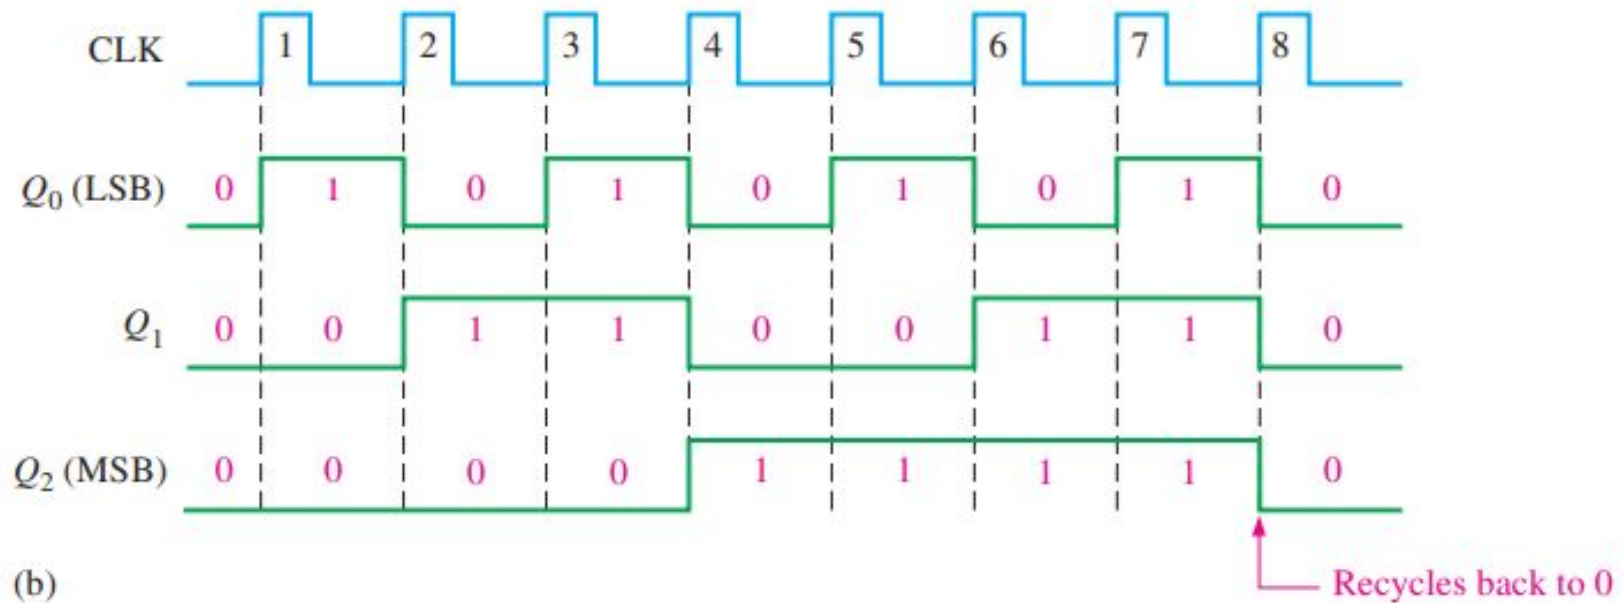 CLK 1 2 3 4 5 6 7 8
Q0 (LSB) 0 1 0 1 0 1 0 1 0
Q1 0 0 1 1 0 0 1 1 0
Q2 (MSB) 0 0 0 0 1 1 1 1 0
(b) Recycles back to 0